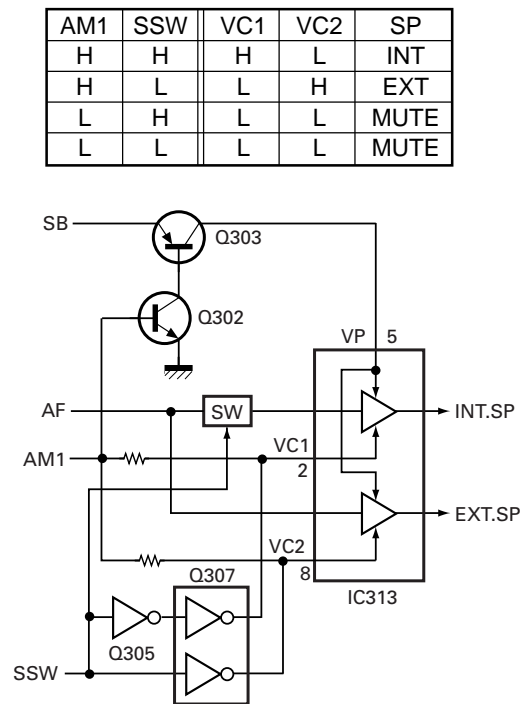 AM1 SSW VC1 VC2 SP
H H H L INT
H L L H EXT
L H L L MUTE
L L L L MUTE
SB
Q303
Q302
VP 5
AF
SW
INT.SP
AM1
VC1
2
EXT.SP
VC2
8
Q307
IC313
Q305
SSW